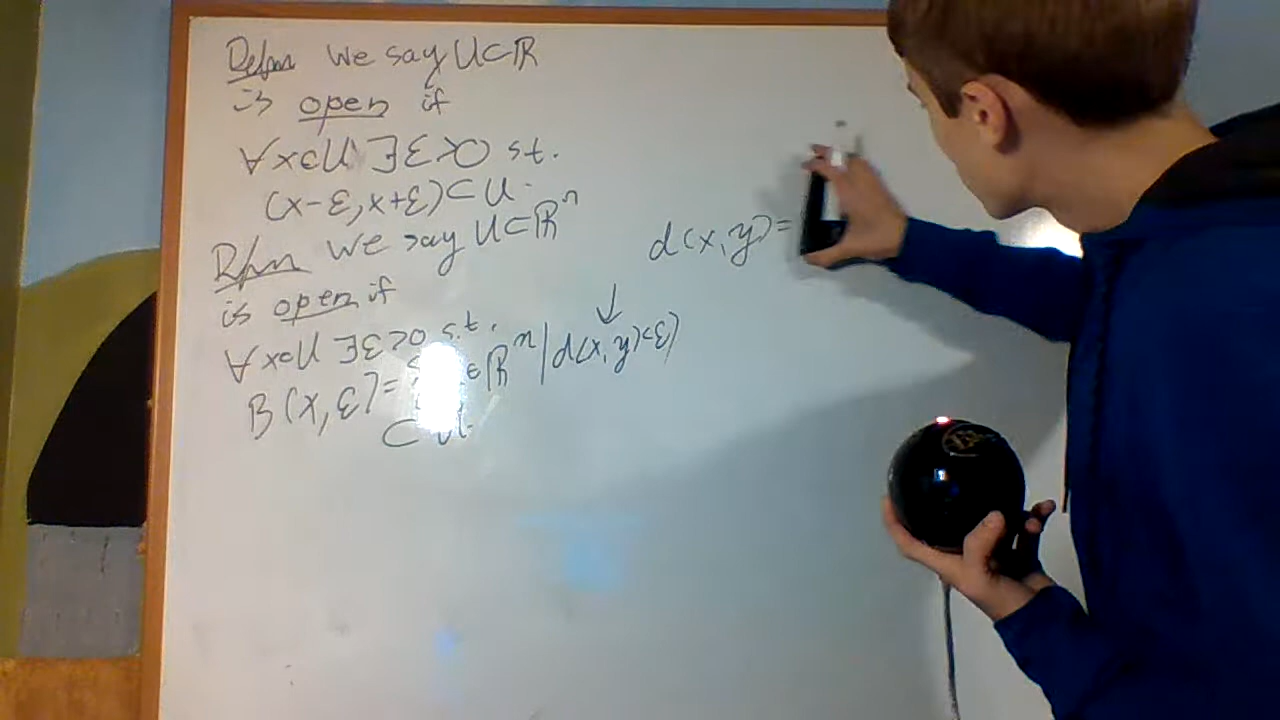 Defn We say U⊂ℝ
is open if
∀x∈U ∃ε>0 s.t.
(x-ε,x+ε)⊂U.
Defn We say U⊂ℝⁿ
is open if
∀x∈U ∃ε>0 s.t.
B(x,ε)= ∈ℝⁿ|d(x,y)<ε}
⊂U.
d(x,y)=